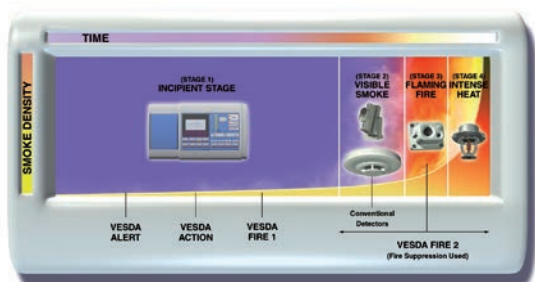 TIME
SMOKE DENSITY
(STAGE 1)
INCIPIENT STAGE
(STAGE 2)
VISIBLE
SMOKE
(STAGE 3)
FLAMING
FIRE
(STAGE 4)
INTENSE
HEAT
VESDA
ALERT
VESDA
ACTION
VESDA
FIRE 1
Conventional
Detectors
VESDA FIRE 2
(Fire Suppression Used)